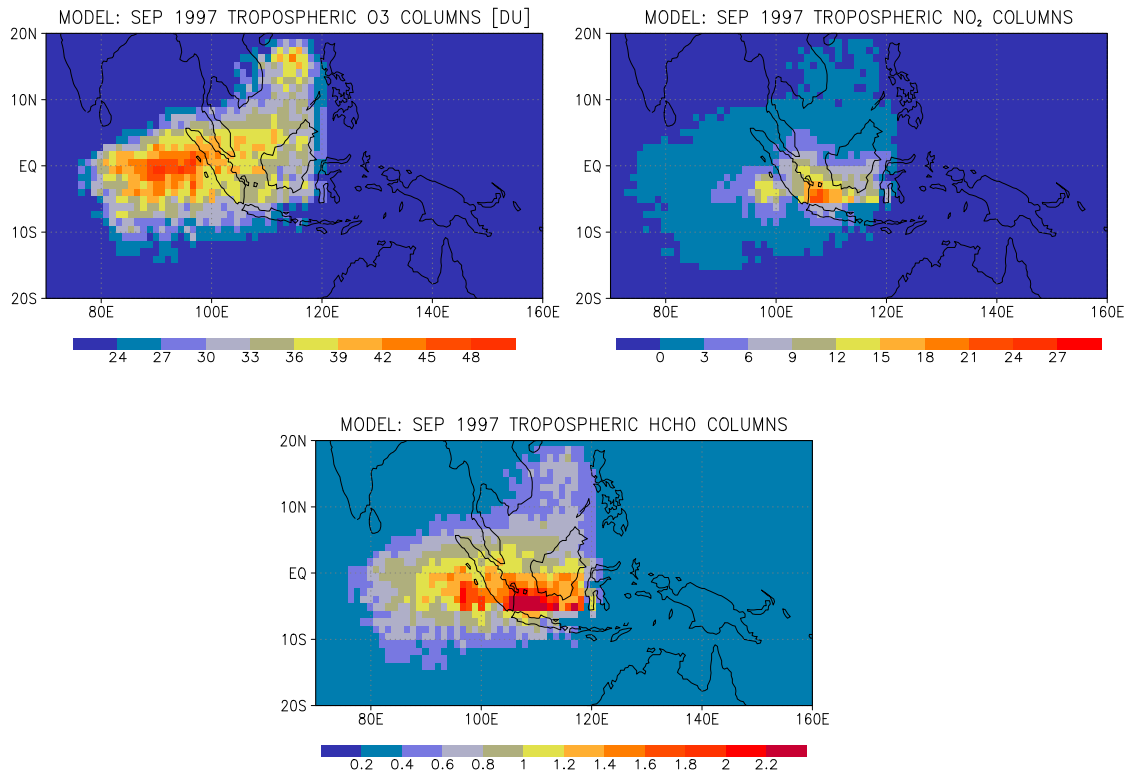 MODEL: SEP 1997 TROPOSPHERIC O3 COLUMNS [DU]
20N
10N
EQ
10S
20S
80E 100E 120E 140E 160E
24 27 30 33 36 39 42 45 48
MODEL: SEP 1997 TROPOSPHERIC NO₂ COLUMNS
20N
10N
EQ
10S
20S
80E 100E 120E 140E 160E
0 3 6 9 12 15 18 21 24 27
MODEL: SEP 1997 TROPOSPHERIC HCHO COLUMNS
20N
10N
EQ
10S
20S
80E 100E 120E 140E 160E
0.2 0.4 0.6 0.8 1 1.2 1.4 1.6 1.8 2 2.2